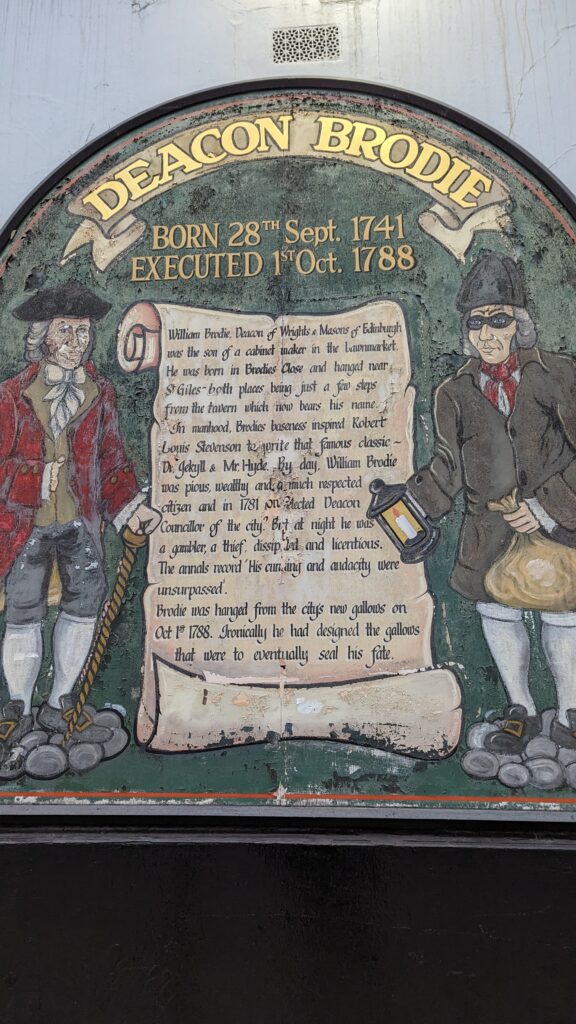 DEACON BRODIE
BORN 28TH Sept. 1741
EXECUTED 1ST Oct. 1788
William Brodie, Deacon of Wrights & Masons of Edinburgh
was the son of a cabinet maker in the Lawnmarket.
He was born in Brodies Close and hanged near
St Giles - both places being just a few steps
from the tavern which now bears his name.
In manhood, Brodies baseness inspired Robert
Louis Stevenson to write that famous classic ~
Dr. Jekyll & Mr. Hyde. By day, William Brodie
was pious, wealthy and a much respected
citizen and in 1781 elected Deacon
Councillor of the city. But at night he was
a gambler, a thief, dissipated and licentious.
The annals record 'His cunning and audacity were
unsurpassed'.
Brodie was hanged from the city's new gallows on
Oct 1st 1788. Ironically he had designed the gallows
that were to eventually seal his fate.